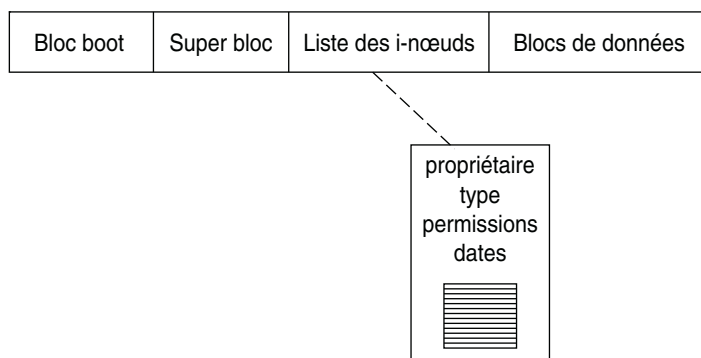 Bloc boot Super bloc Liste des i-nœuds Blocs de données
propriétaire
type
permissions
dates